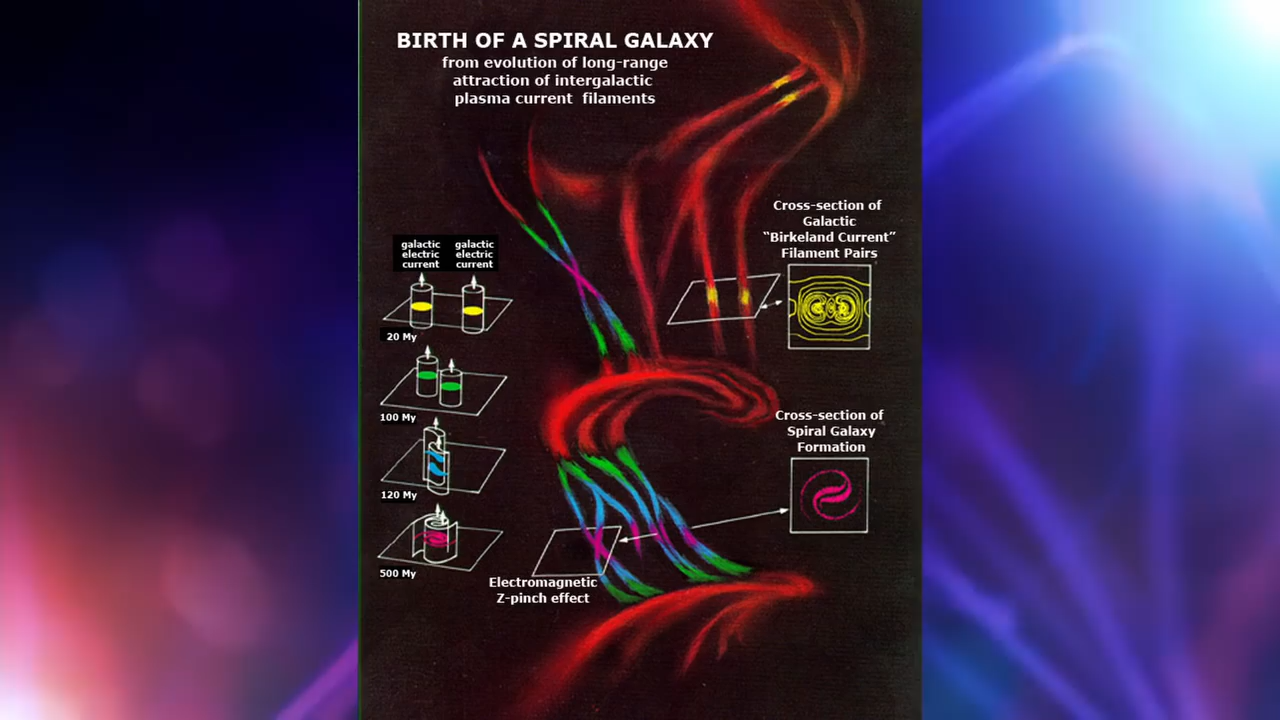 BIRTH OF A SPIRAL GALAXY
from evolution of long-range
attraction of intergalactic
plasma current filaments
Cross-section of
Galactic
“Birkeland Current”
Filament Pairs
galactic
electric
current
galactic
electric
current
20 My
100 My
120 My
500 My
Cross-section of
Spiral Galaxy
Formation
Electromagnetic
Z-pinch effect